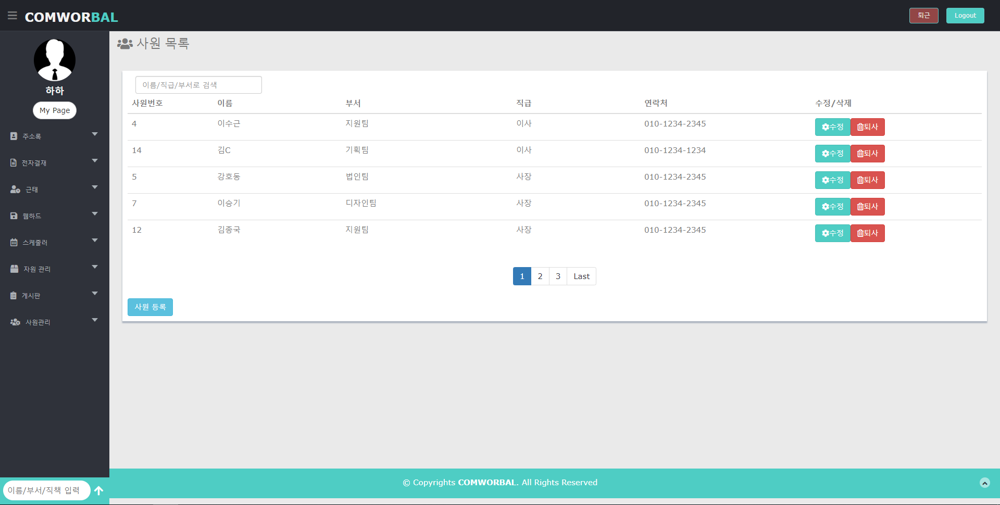 COMWORBAL
퇴근
Logout
하하
My Page
주소록
전자결재
근태
웹하드
스케줄러
자원 관리
게시판
사원관리
이름/부서/직책 입력
사원 목록
이름/직급/부서로 검색
사원번호 이름 부서 직급 연락처 수정/삭제
4 이수근 지원팀 이사 010-1234-2345 수정 퇴사
14 김C 기획팀 이사 010-1234-1234 수정 퇴사
5 강호동 법인팀 사장 010-1234-2345 수정 퇴사
7 이승기 디자인팀 사장 010-1234-2345 수정 퇴사
12 김종국 지원팀 사장 010-1234-2345 수정 퇴사
1 2 3 Last
사원 등록
© Copyrights COMWORBAL. All Rights Reserved